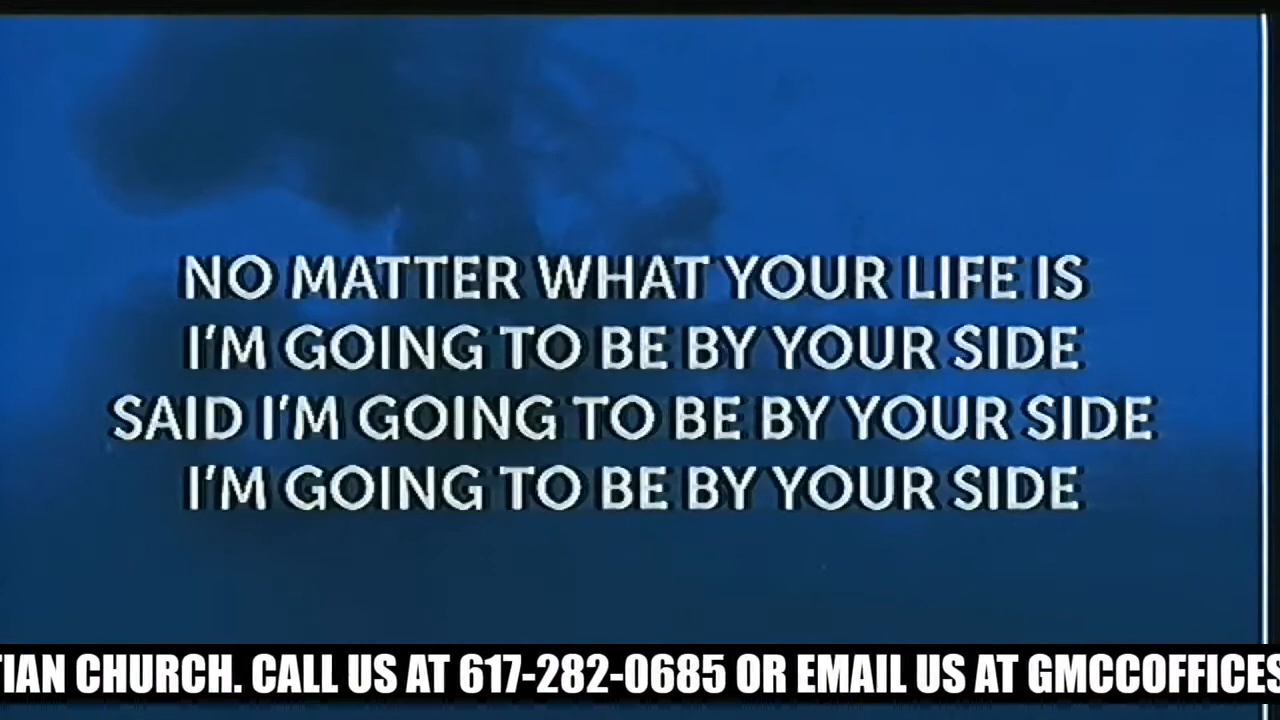 NO MATTER WHAT YOUR LIFE IS
I'M GOING TO BE BY YOUR SIDE
SAID I'M GOING TO BE BY YOUR SIDE
I'M GOING TO BE BY YOUR SIDE
TIAN CHURCH. CALL US AT 617-282-0685 OR EMAIL US AT GMCCOFFICES